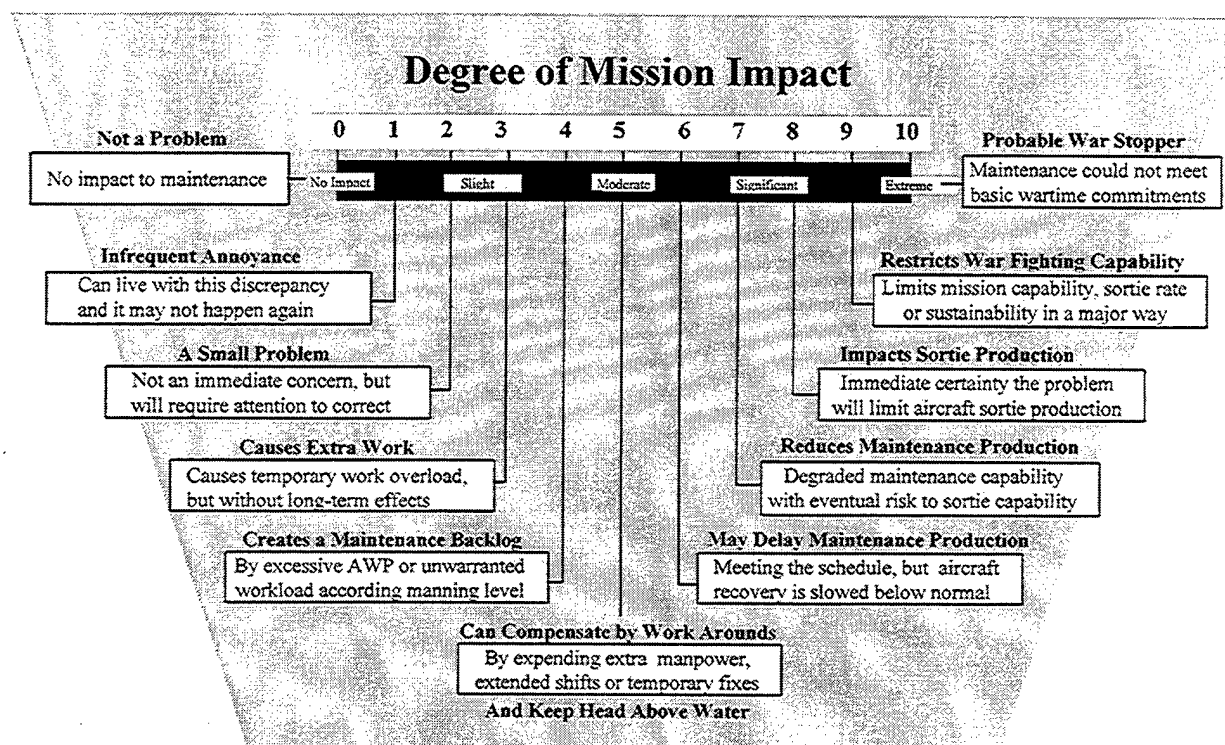 Degree of Mission Impact
0 1 2 3 4 5 6 7 8 9 10
No Impact Slight Moderate Significant Extreme
Not a Problem
No impact to maintenance
Infrequent Annoyance
Can live with this discrepancy
and it may not happen again
A Small Problem
Not an immediate concern, but
will require attention to correct
Causes Extra Work
Causes temporary work overload,
but without long-term effects
Creates a Maintenance Backlog
By excessive AWP or unwarranted
workload according manning level
Can Compensate by Work Arounds
By expending extra manpower,
extended shifts or temporary fixes
And Keep Head Above Water
May Delay Maintenance Production
Meeting the schedule, but aircraft
recovery is slowed below normal
Reduces Maintenance Production
Degraded maintenance capability
with eventual risk to sortie capability
Impacts Sortie Production
Immediate certainty the problem
will limit aircraft sortie production
Restricts War Fighting Capability
Limits mission capability, sortie rate
or sustainability in a major way
Probable War Stopper
Maintenance could not meet
basic wartime commitments